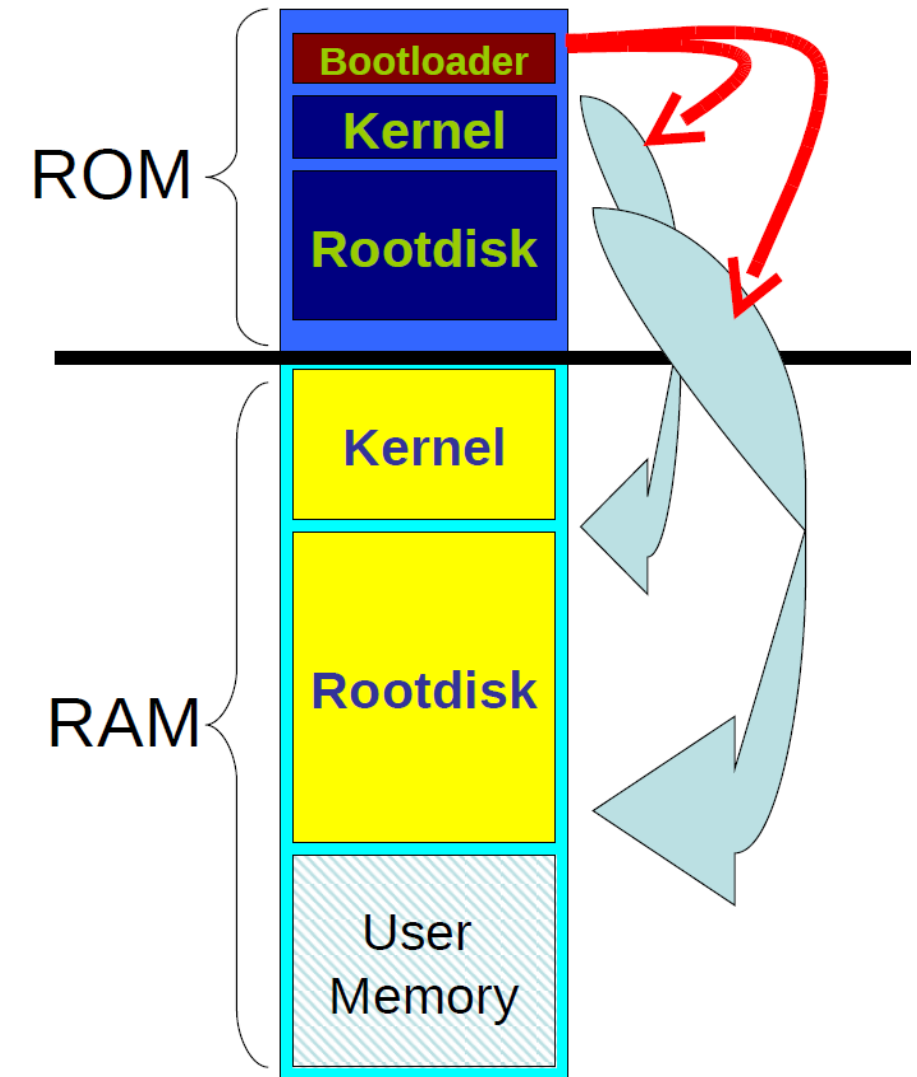 Bootloader
Kernel
ROM
Rootdisk
Kernel
Rootdisk
RAM
User
Memory